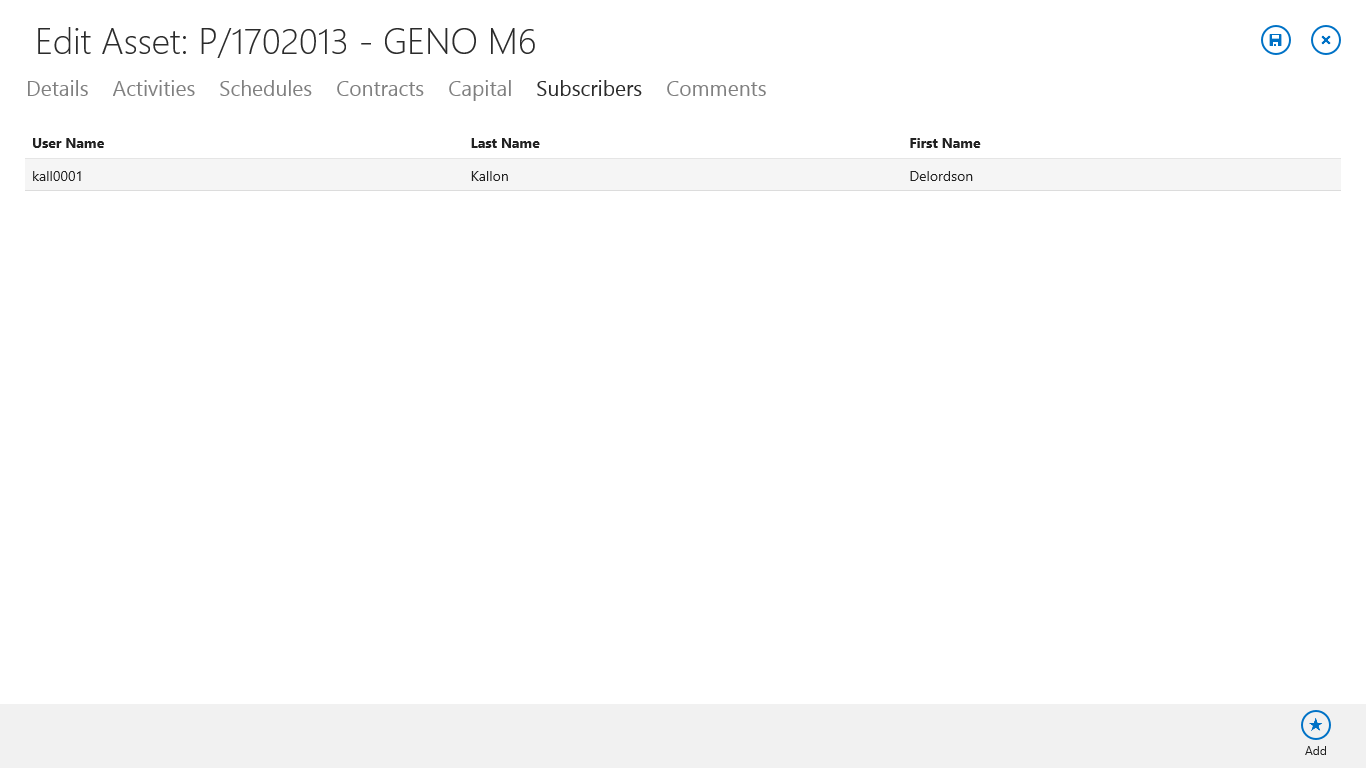 Edit Asset: P/1702013 - GENO M6
Details Activities Schedules Contracts Capital Subscribers Comments
User Name Last Name First Name
kall0001 Kallon Delordson
Add